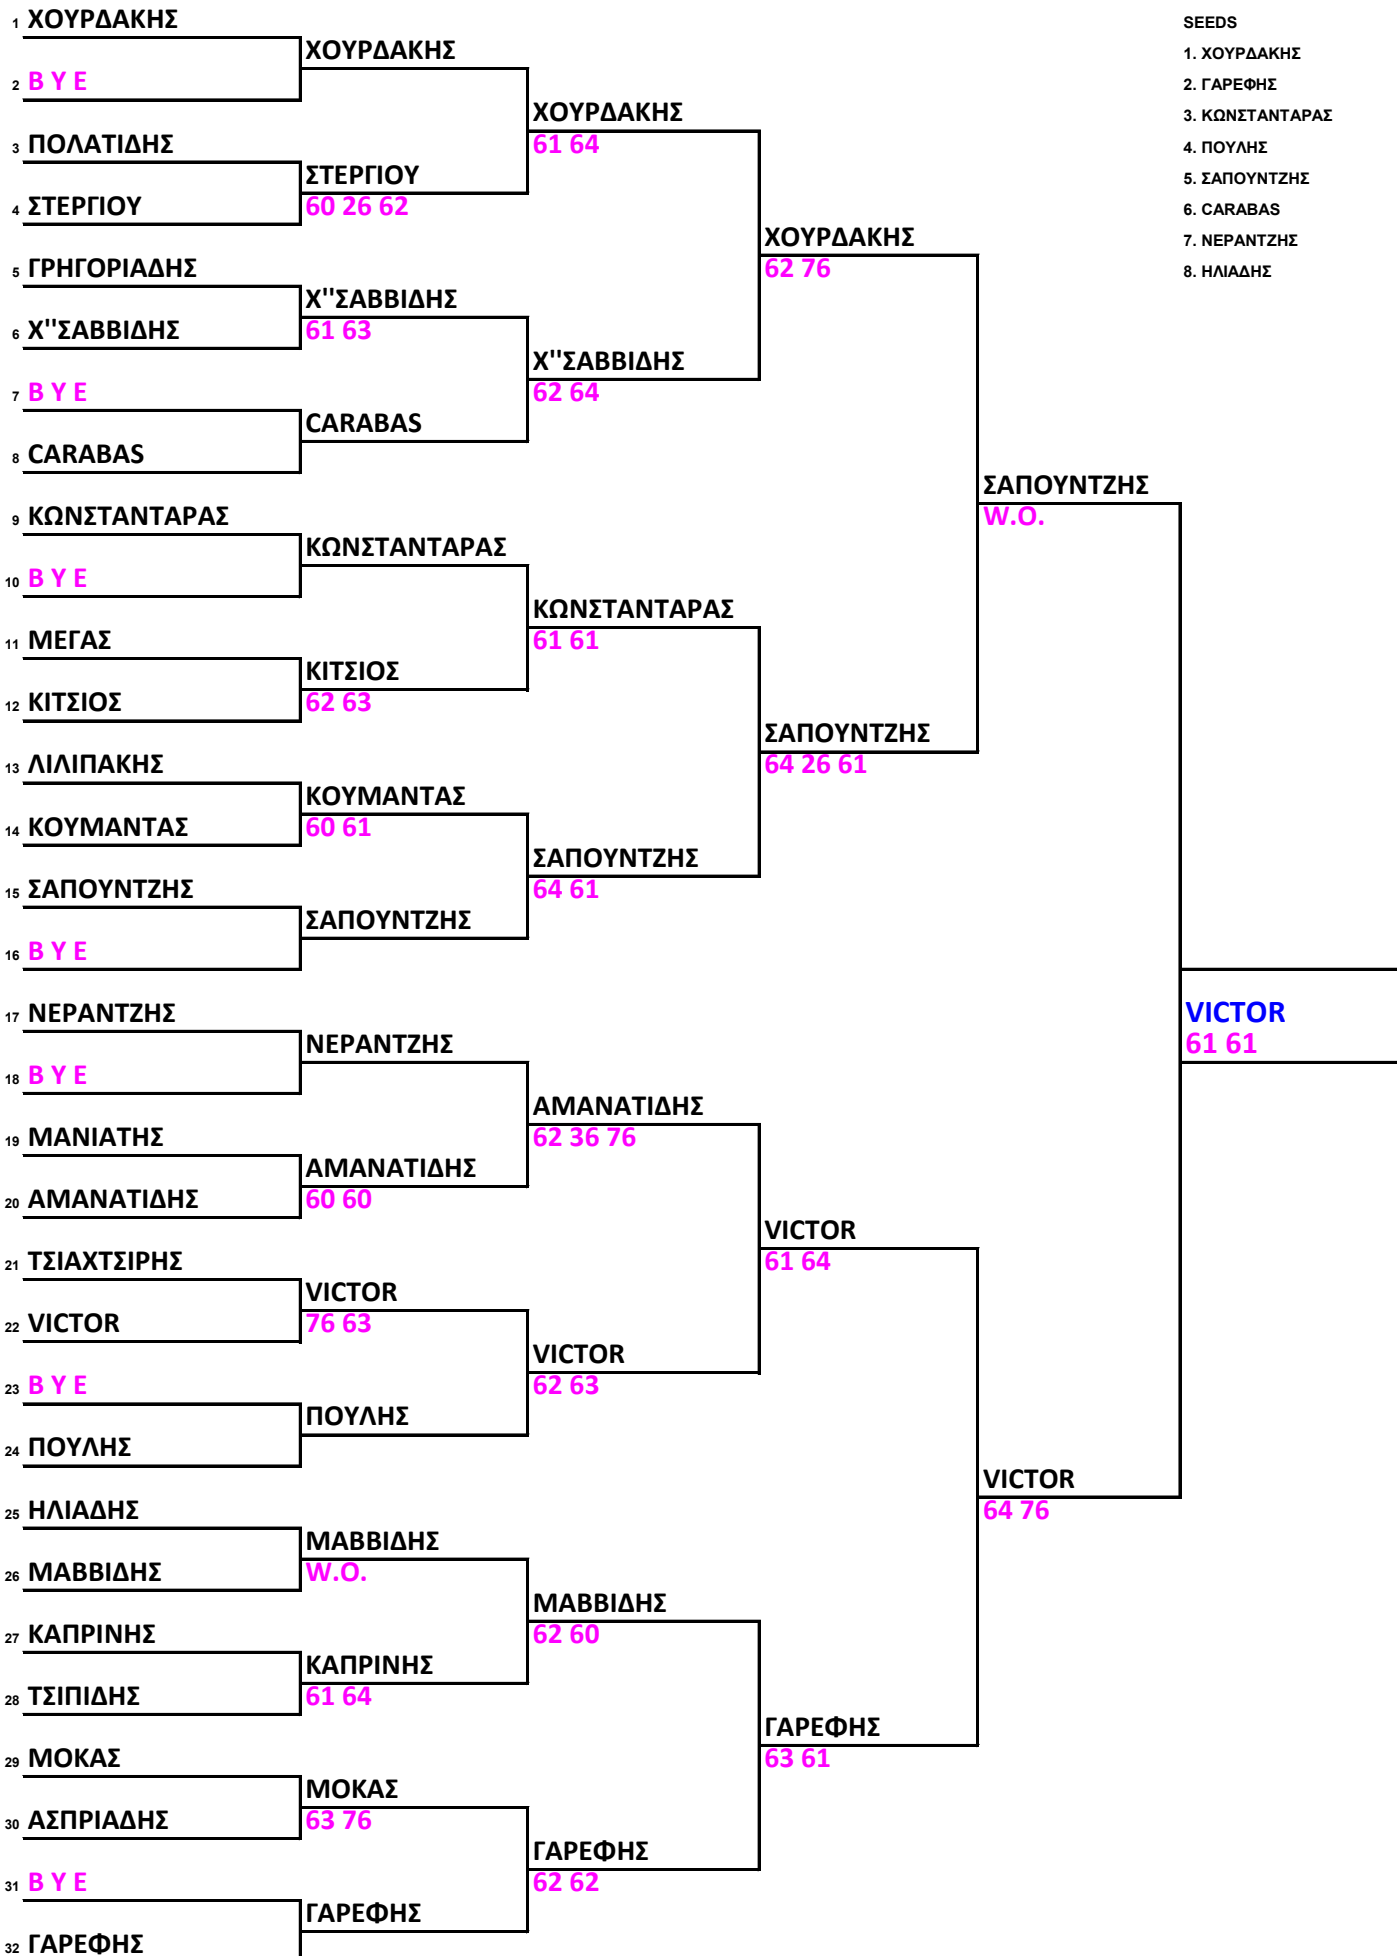 1 ΧΟΥΡΔΑΚΗΣ
2 B Y E
3 ΠΟΛΑΤΙΔΗΣ
4 ΣΤΕΡΓΙΟΥ
5 ΓΡΗΓΟΡΙΑΔΗΣ
6 Χ''ΣΑΒΒΙΔΗΣ
7 B Y E
8 CARABAS
9 ΚΩΝΣΤΑΝΤΑΡΑΣ
10 B Y E
11 ΜΕΓΑΣ
12 ΚΙΤΣΙΟΣ
13 ΛΙΛΙΠΑΚΗΣ
14 ΚΟΥΜΑΝΤΑΣ
15 ΣΑΠΟΥΝΤΖΗΣ
16 B Y E
17 ΝΕΡΑΝΤΖΗΣ
18 B Y E
19 ΜΑΝΙΑΤΗΣ
20 ΑΜΑΝΑΤΙΔΗΣ
21 ΤΣΙΑΧΤΣΙΡΗΣ
22 VICTOR
23 B Y E
24 ΠΟΥΛΗΣ
25 ΗΛΙΑΔΗΣ
26 ΜΑΒΒΙΔΗΣ
27 ΚΑΠΡΙΝΗΣ
28 ΤΣΙΠΙΔΗΣ
29 ΜΟΚΑΣ
30 ΑΣΠΡΙΑΔΗΣ
31 B Y E
32 ΓΑΡΕΦΗΣ
ΧΟΥΡΔΑΚΗΣ
ΣΤΕΡΓΙΟΥ
60 26 62
Χ''ΣΑΒΒΙΔΗΣ
61 63
CARABAS
ΚΩΝΣΤΑΝΤΑΡΑΣ
ΚΙΤΣΙΟΣ
62 63
ΚΟΥΜΑΝΤΑΣ
60 61
ΣΑΠΟΥΝΤΖΗΣ
ΝΕΡΑΝΤΖΗΣ
ΑΜΑΝΑΤΙΔΗΣ
60 60
VICTOR
76 63
ΠΟΥΛΗΣ
ΜΑΒΒΙΔΗΣ
W.O.
ΚΑΠΡΙΝΗΣ
61 64
ΜΟΚΑΣ
63 76
ΓΑΡΕΦΗΣ
ΧΟΥΡΔΑΚΗΣ
61 64
Χ''ΣΑΒΒΙΔΗΣ
62 64
ΚΩΝΣΤΑΝΤΑΡΑΣ
61 61
ΣΑΠΟΥΝΤΖΗΣ
64 61
ΑΜΑΝΑΤΙΔΗΣ
62 36 76
VICTOR
62 63
ΜΑΒΒΙΔΗΣ
62 60
ΓΑΡΕΦΗΣ
62 62
ΧΟΥΡΔΑΚΗΣ
62 76
ΣΑΠΟΥΝΤΖΗΣ
64 26 61
VICTOR
61 64
ΓΑΡΕΦΗΣ
63 61
ΣΑΠΟΥΝΤΖΗΣ
W.O.
VICTOR
64 76
VICTOR
61 61
SEEDS
1. ΧΟΥΡΔΑΚΗΣ
2. ΓΑΡΕΦΗΣ
3. ΚΩΝΣΤΑΝΤΑΡΑΣ
4. ΠΟΥΛΗΣ
5. ΣΑΠΟΥΝΤΖΗΣ
6. CARABAS
7. ΝΕΡΑΝΤΖΗΣ
8. ΗΛΙΑΔΗΣ